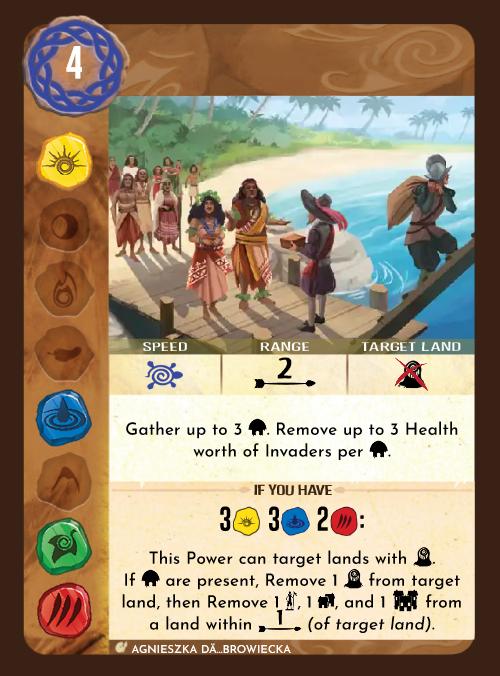 4
SPEED RANGE TARGET LAND
2
Gather up to 3 . Remove up to 3 Health
worth of Invaders per .
IF YOU HAVE
3 3 2 :
This Power can target lands with .
If are present, Remove 1 from target
land, then Remove 1 , 1 , and 1 from
a land within 1 (of target land).
AGNIESZKA DÄ...BROWIECKA